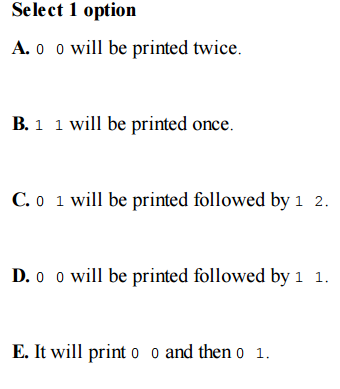 Select 1 option
A. 0 0 will be printed twice.
B. 1 1 will be printed once.
C. 0 1 will be printed followed by 1 2.
D. 0 0 will be printed followed by 1 1.
E. It will print 0 0 and then 0 1.